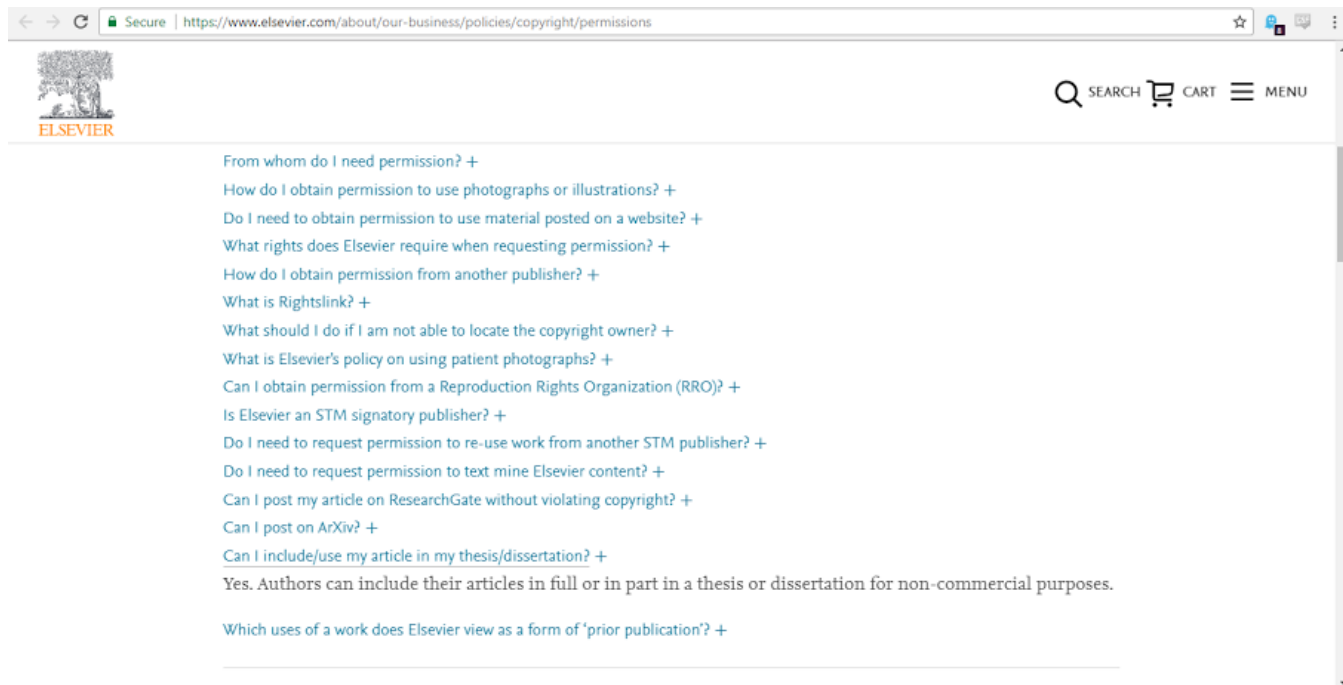 Secure | https://www.elsevier.com/about/our-business/policies/copyright/permissions
ELSEVIER
SEARCH CART MENU
From whom do I need permission? +
How do I obtain permission to use photographs or illustrations? +
Do I need to obtain permission to use material posted on a website? +
What rights does Elsevier require when requesting permission? +
How do I obtain permission from another publisher? +
What is Rightslink? +
What should I do if I am not able to locate the copyright owner? +
What is Elsevier's policy on using patient photographs? +
Can I obtain permission from a Reproduction Rights Organization (RRO)? +
Is Elsevier an STM signatory publisher? +
Do I need to request permission to re-use work from another STM publisher? +
Do I need to request permission to text mine Elsevier content? +
Can I post my article on ResearchGate without violating copyright? +
Can I post on ArXiv? +
Can I include/use my article in my thesis/dissertation? +
Yes. Authors can include their articles in full or in part in a thesis or dissertation for non-commercial purposes.
Which uses of a work does Elsevier view as a form of ‘prior publication’? +